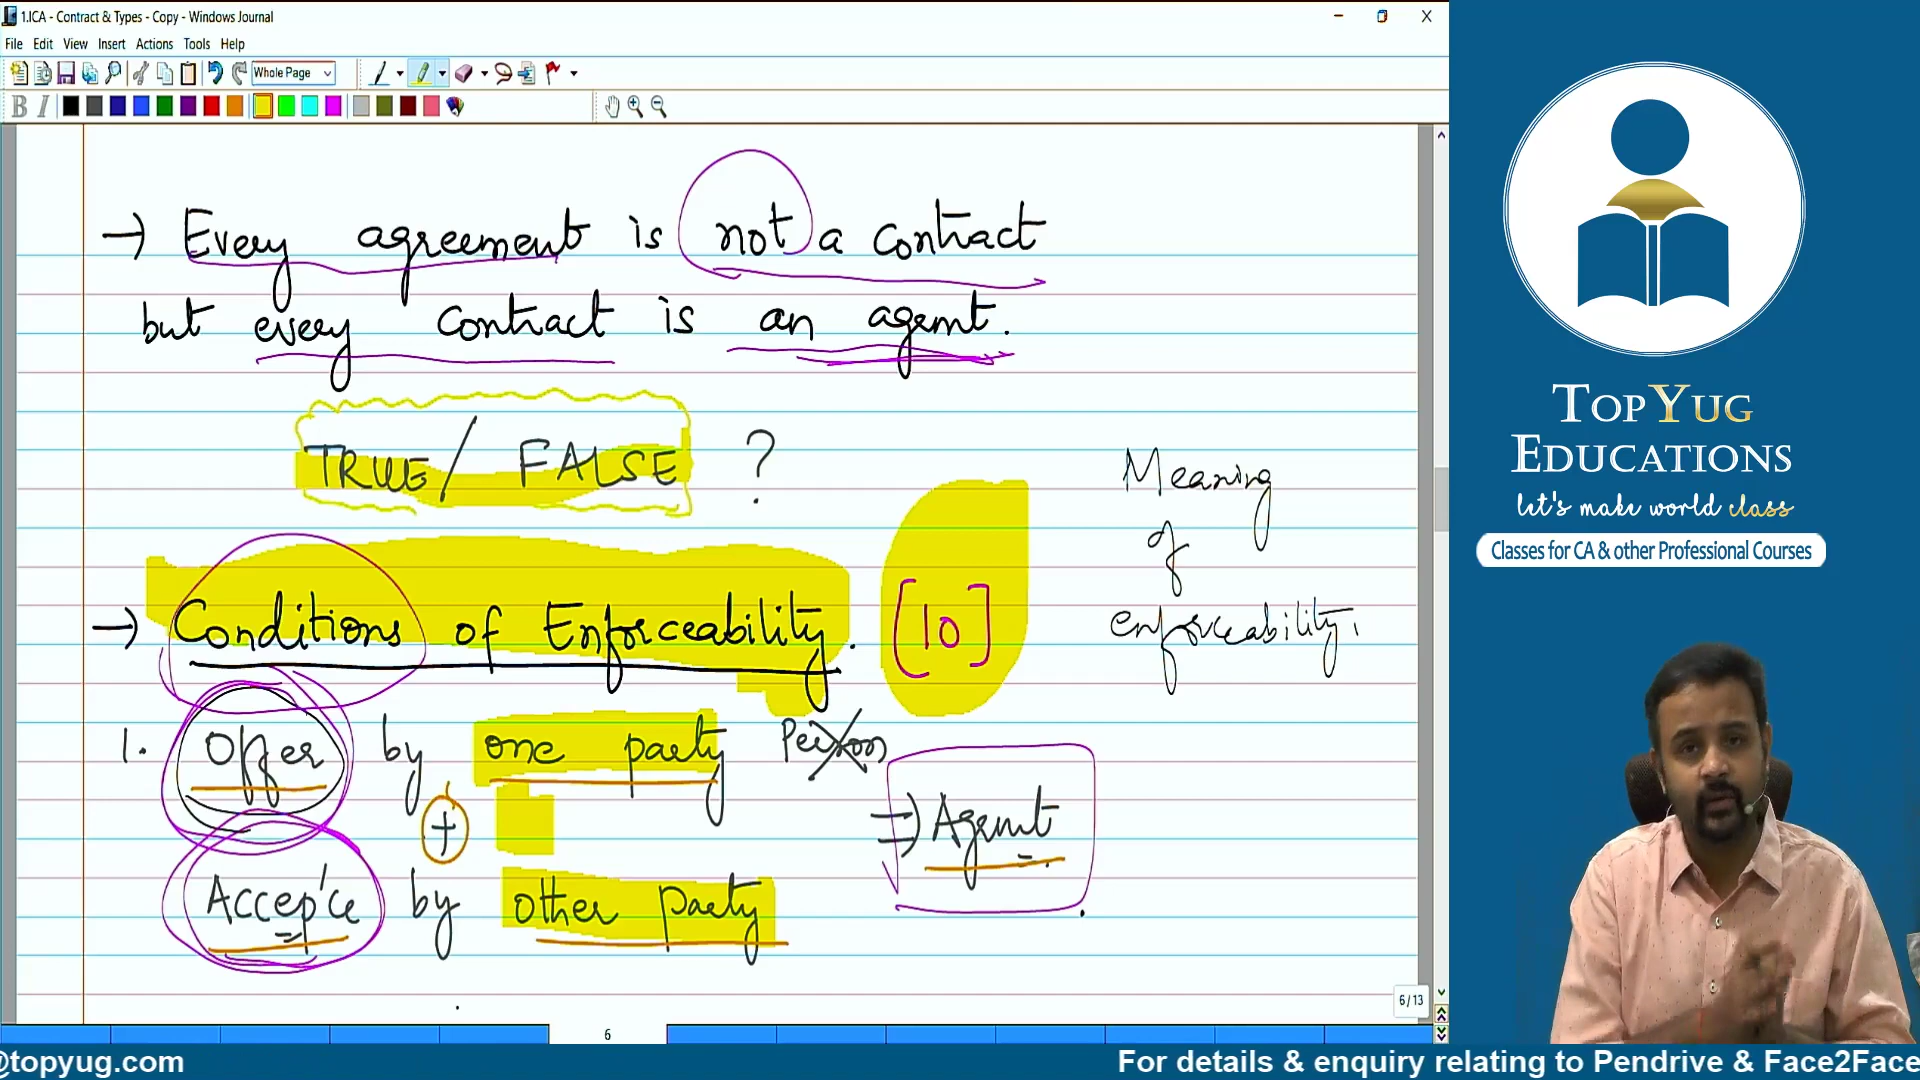 1.ICA - Contract & Types - Copy - Windows Journal
File Edit View Insert Actions Tools Help
Whole Page
B I
→ Every agreement is not a contract
but every contract is an agemt.
TRUE / FALSE ?
Meaning
of
enforceability.
→ Conditions of Enforceability. [10]
1. Offer by one party Person
+
⇒ Agemt
Accep'ce by other party
6/13
6
TOPYUG
EDUCATIONS
let's make world class
Classes for CA & other Professional Courses
@topyug.com
For details & enquiry relating to Pendrive & Face2Face